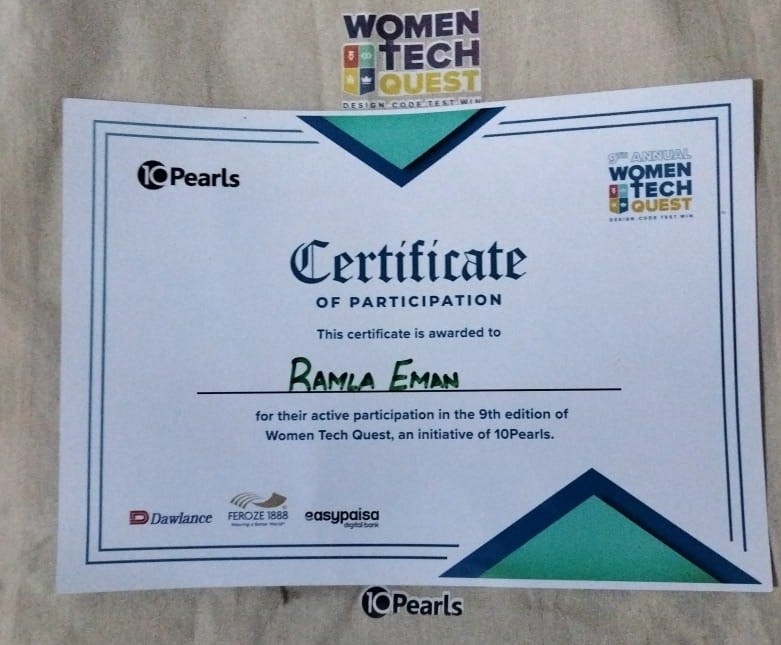 WOMEN
TECH
QUEST
DESIGN CODE TEST WIN
10Pearls
9TH ANNUAL
WOMEN
TECH
QUEST
DESIGN CODE TEST WIN
Certificate
OF PARTICIPATION
This certificate is awarded to
RAMLA EMAN
for their active participation in the 9th edition of
Women Tech Quest, an initiative of 10Pearls.
Dawlance
FEROZE 1888
Weaving a Better World
easypaisa
digital bank
10Pearls